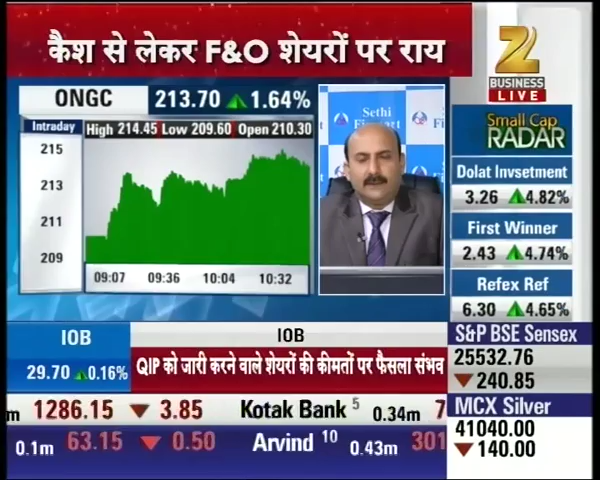 कैश से लेकर F&O शेयरों पर राय
Z
BUSINESS
LIVE
ONGC 213.70 1.64%
Intraday High 214.45 Low 209.60 Open 210.30
215
213
211
209
09:07 09:36 10:04 10:32
Sethi
Small Cap
RADAR
Dolat Invsetment
3.26 4.82%
First Winner
2.43 4.74%
Refex Ref
6.30 4.65%
IOB
29.70 0.16%
IOB
QIP को जारी करने वाले शेयरों की कीमतों पर फैसला संभव
S&P BSE Sensex
25532.76
240.85
MCX Silver
41040.00
140.00
m 1286.15 3.85 Kotak Bank 5 0.34m 7
0.1m 63.15 0.50 Arvind 10 0.43m 301